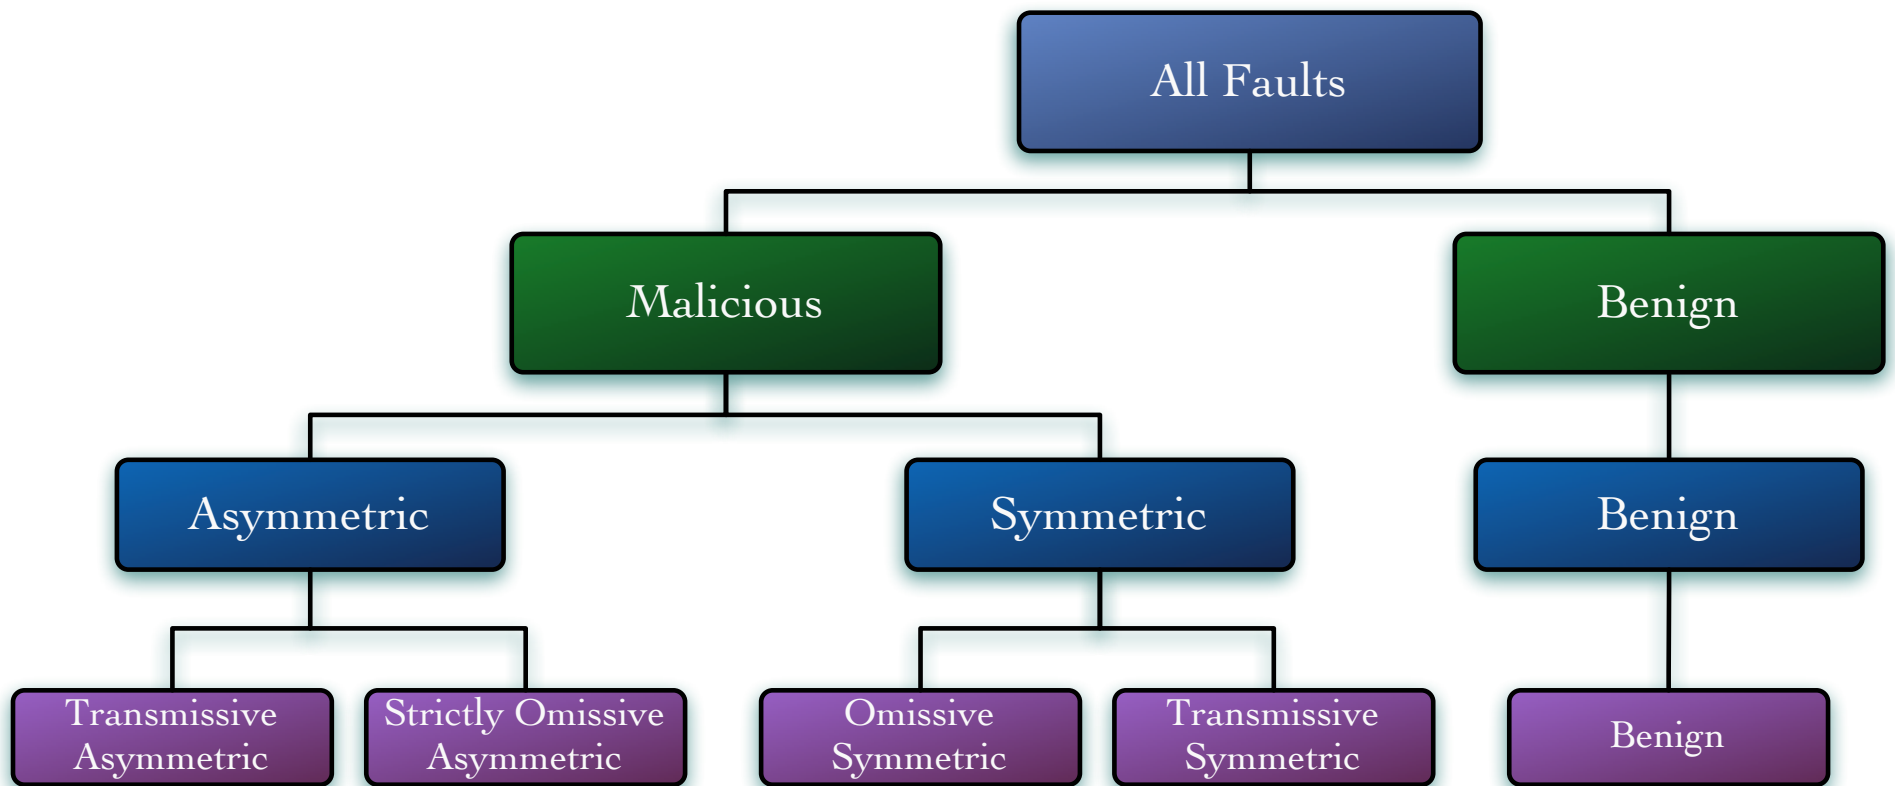 All Faults
Malicious
Benign
Asymmetric
Symmetric
Benign
Transmissive
Asymmetric
Strictly Omissive
Asymmetric
Omissive
Symmetric
Transmissive
Symmetric
Benign